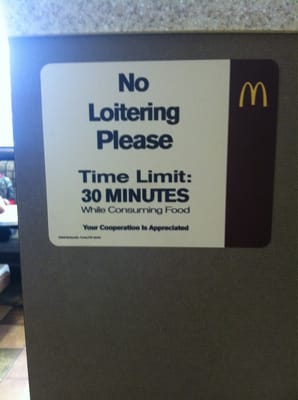 No
Loitering
Please
Time Limit:
30 MINUTES
While Consuming Food
Your Cooperation Is Appreciated